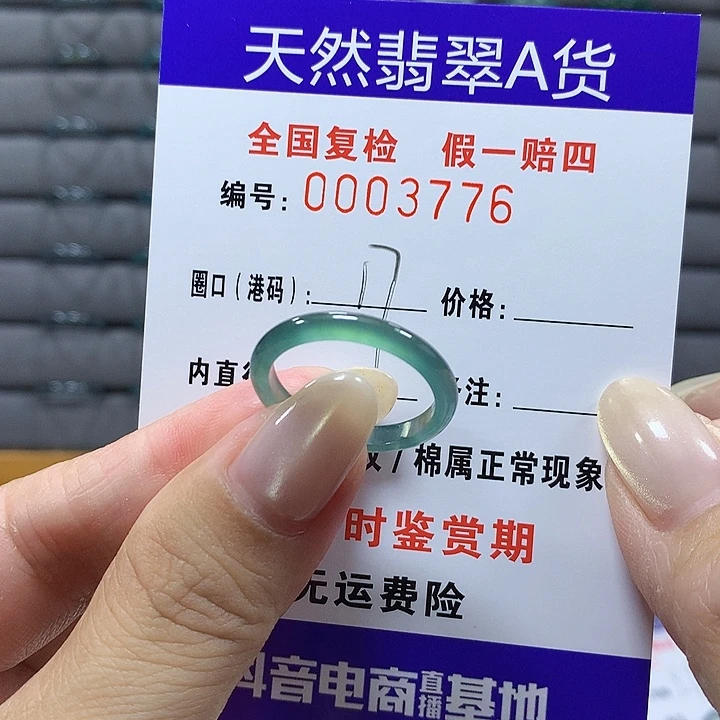 天然翡翠A货
全国复检 假一赔四
编号:0003776
圈口(港码): 17 价格:
内直 注:
/棉属正常现象
时鉴赏期
无运费险
抖音电商直播基地